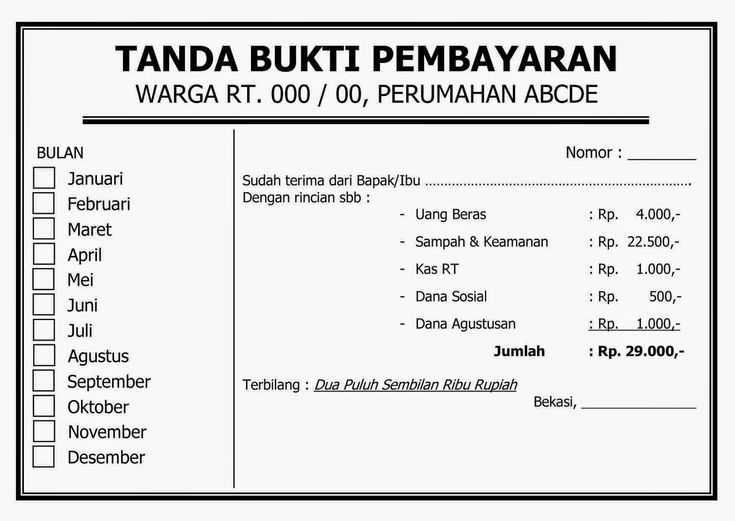 TANDA BUKTI PEMBAYARAN
WARGA RT. 000 / 00, PERUMAHAN ABCDE
BULAN
Januari
Februari
Maret
April
Mei
Juni
Juli
Agustus
September
Oktober
November
Desember
Nomor : ________
Sudah terima dari Bapak/Ibu ....................................................................
Dengan rincian sbb :
- Uang Beras : Rp. 4.000,-
- Sampah & Keamanan : Rp. 22.500,-
- Kas RT : Rp. 1.000,-
- Dana Sosial : Rp. 500,-
- Dana Agustusan : Rp. 1.000,-
Jumlah : Rp. 29.000,-
Terbilang : Dua Puluh Sembilan Ribu Rupiah
Bekasi, ______________